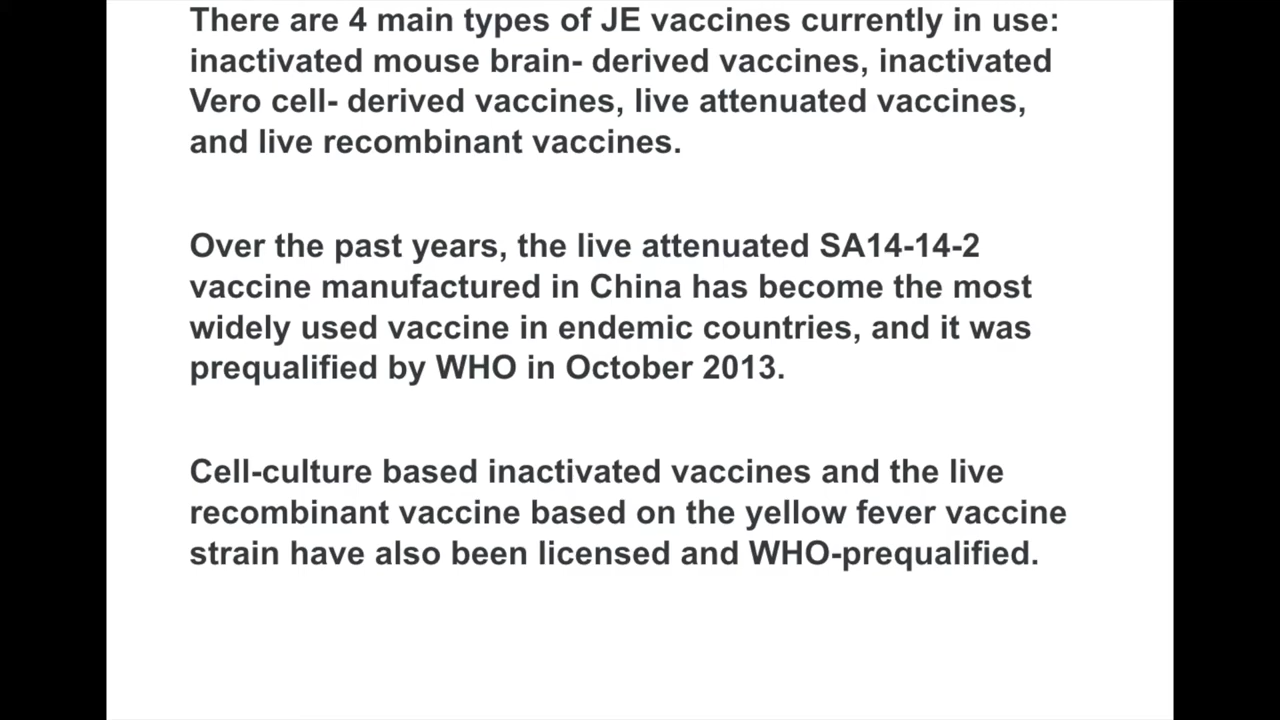 There are 4 main types of JE vaccines currently in use:
inactivated mouse brain- derived vaccines, inactivated
Vero cell- derived vaccines, live attenuated vaccines,
and live recombinant vaccines.
Over the past years, the live attenuated SA14-14-2
vaccine manufactured in China has become the most
widely used vaccine in endemic countries, and it was
prequalified by WHO in October 2013.
Cell-culture based inactivated vaccines and the live
recombinant vaccine based on the yellow fever vaccine
strain have also been licensed and WHO-prequalified.